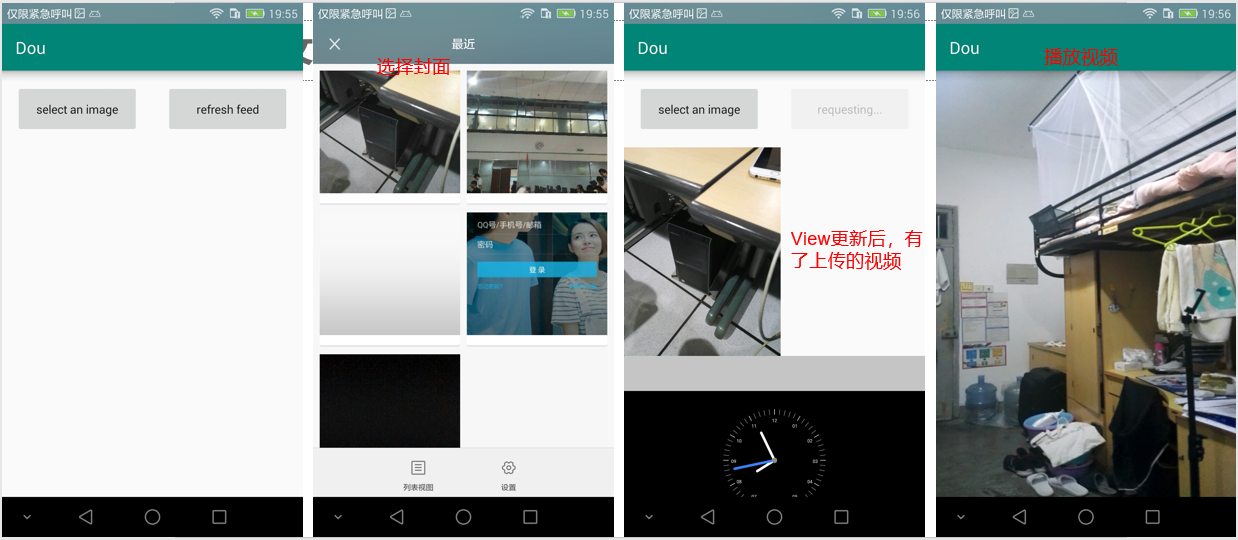 仅限紧急呼叫 19:55
Dou
select an image
refresh feed
仅限紧急呼叫 19:55
最近
选择封面
QQ号/手机号/邮箱
密码
登 录
列表视图
设置
仅限紧急呼叫 19:56
Dou
select an image
requesting...
View更新后，有
了上传的视频
仅限紧急呼叫 19:56
Dou
播放视频